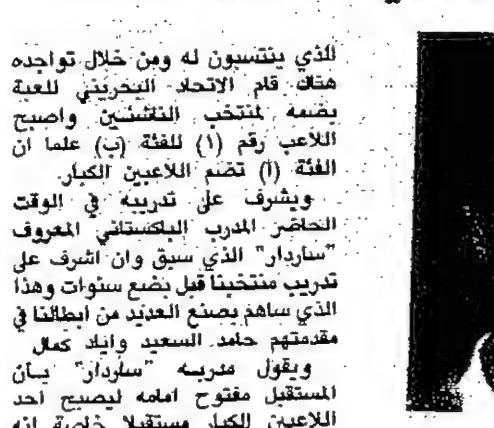 للذي ينتسبون له ومن خلال تواجده
هناك قام الاتحاد البحريني للعبة
بضمه لمنتخب الناشئين واصبح
اللاعب رقم (١) للفئة (ب) علما ان
الفئة (أ) تضم اللاعبين الكبار.
ويشرف على تدريبه في الوقت
الحاضر المدرب الباكستاني المعروف
"ساردار" الذي سبق وان اشرف على
تدريب منتخبنا قبل بضع سنوات وهذا
الذي ساهم بصنع العديد من ابطالنا في
مقدمتهم حامد السعيد واياد كمال
ويقول مدربه "ساردار" بأن
المستقبل مفتوح امامه ليصبح احد
اللاعبين الكبار مستقبلا خاصة انه